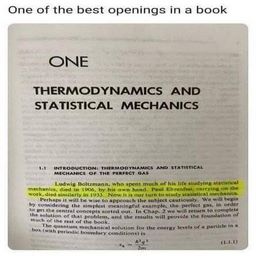 One of the best openings in a book
ONE
THERMODYNAMICS AND
STATISTICAL MECHANICS
1.1 INTRODUCTION: THERMODYNAMICS AND STATISTICAL
MECHANICS OF THE PERFECT GAS
Ludwig Boltzmann, who spent much of his life studying statistical
mechanics, died in 1906, by his own hand. Paul Ehrenfest, carrying on the
work, died similarly in 1933. Now it is our turn to study statistical mechanics.
Perhaps it will be wise to approach the subject cautiously. We will begin
by considering the simplest meaningful example, the perfect gas, in order
to get the central concepts sorted out. In Chap. 2 we will return to complete
the solution of that problem, and the results will provide the foundation of
much of the rest of the book.
The quantum mechanical solution for the energy levels of a particle in a
box (with periodic boundary conditions) is
(1.1.1)